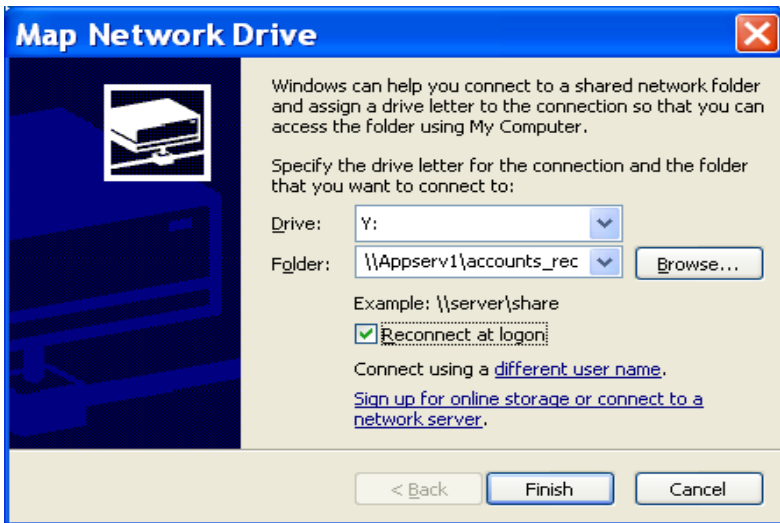 Map Network Drive
Windows can help you connect to a shared network folder
and assign a drive letter to the connection so that you can
access the folder using My Computer.
Specify the drive letter for the connection and the folder
that you want to connect to:
Drive: Y:
Folder: \\Appserv1\accounts_rec Browse...
Example: \\server\share
Reconnect at logon
Connect using a different user name.
Sign up for online storage or connect to a
network server.
< Back Finish Cancel